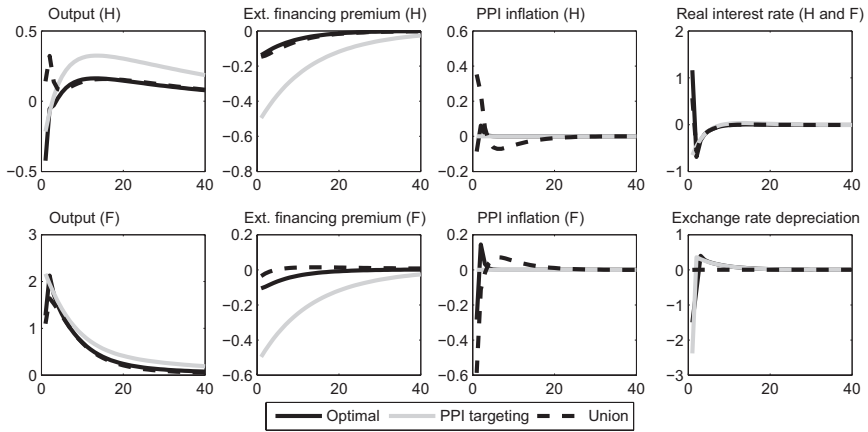 Output (H)
0.5
0
−0.5
0 20 40
Ext. financing premium (H)
0
−0.2
−0.4
−0.6
−0.8
0 20 40
PPI inflation (H)
0.6
0.4
0.2
0
−0.2
0 20 40
Real interest rate (H and F)
2
1
0
−1
0 20 40
Output (F)
3
2
1
0
0 20 40
Ext. financing premium (F)
0.2
0
−0.2
−0.4
−0.6
0 20 40
PPI inflation (F)
0.2
0
−0.2
−0.4
−0.6
0 20 40
Exchange rate depreciation
1
0
−1
−2
−3
0 20 40
Optimal PPI targeting Union